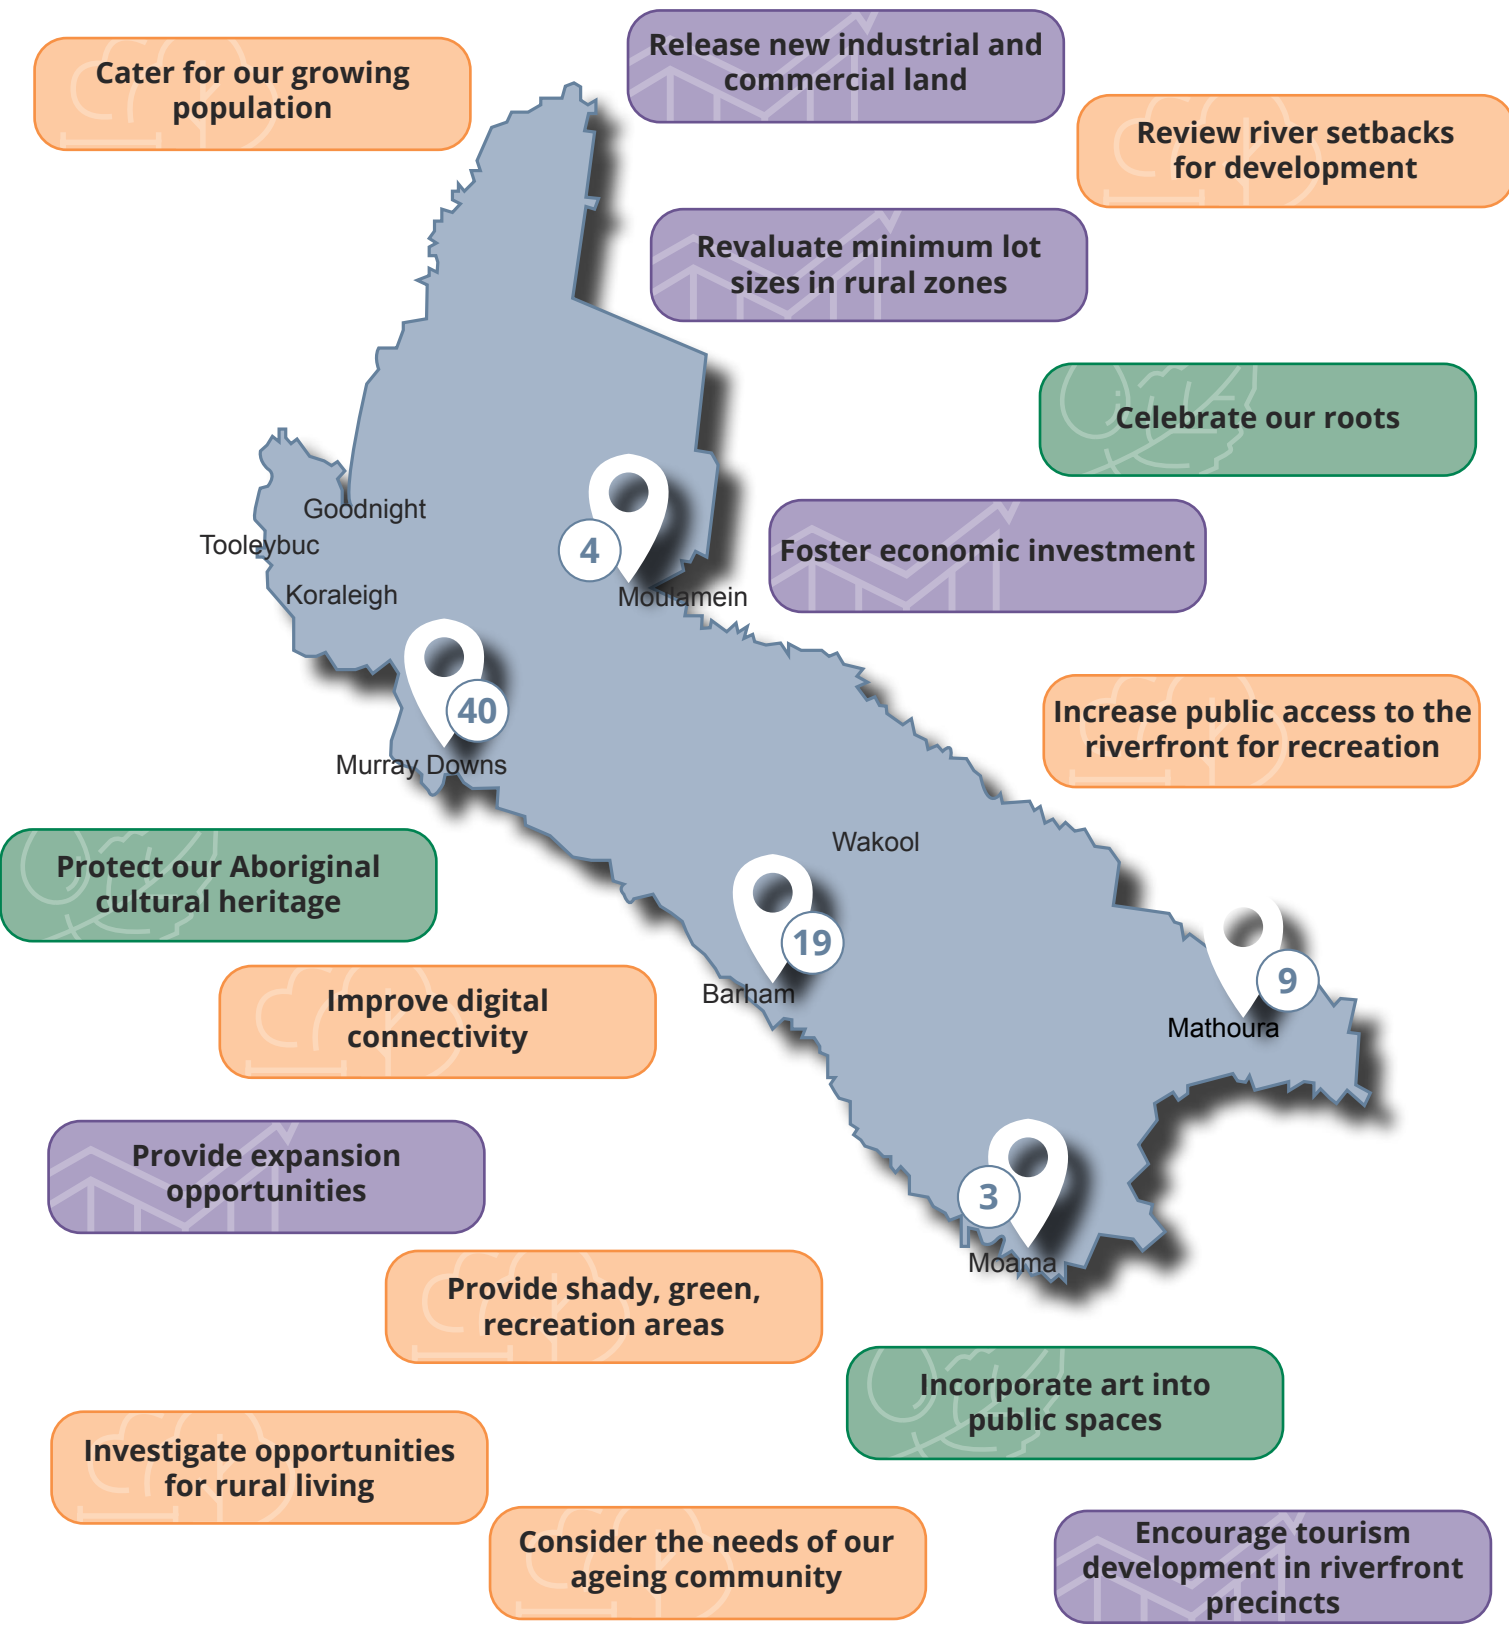 Release new industrial and
commercial land
Cater for our growing
population
Review river setbacks
for development
Revaluate minimum lot
sizes in rural zones
Celebrate our roots
Goodnight
Tooleybuc
4
Foster economic investment
Koraleigh
Moulamein
40
Increase public access to the
riverfront for recreation
Murray Downs
Wakool
Protect our Aboriginal
cultural heritage
19
Barham
9
Mathoura
Improve digital
connectivity
Provide expansion
opportunities
3
Moama
Provide shady, green,
recreation areas
Incorporate art into
public spaces
Investigate opportunities
for rural living
Consider the needs of our
ageing community
Encourage tourism
development in riverfront
precincts